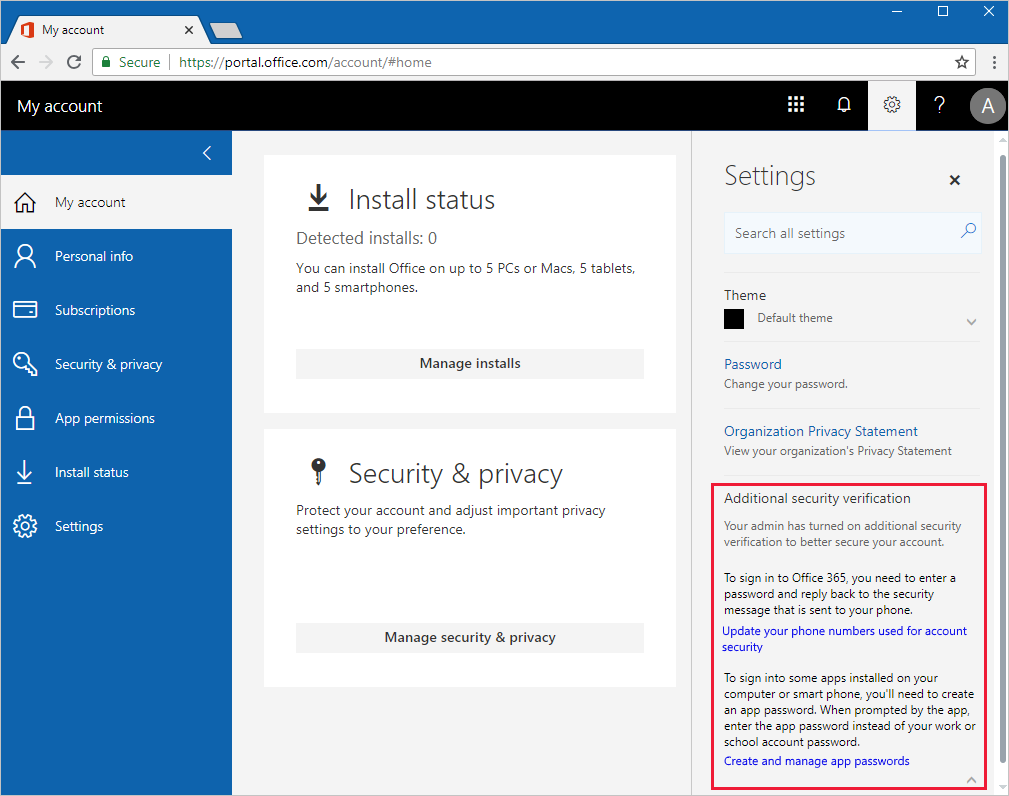 My account
Secure https://portal.office.com/account/#home
My account
? A
My account
Personal info
Subscriptions
Security & privacy
App permissions
Install status
Settings
Install status
Detected installs: 0
You can install Office on up to 5 PCs or Macs, 5 tablets,
and 5 smartphones.
Manage installs
Security & privacy
Protect your account and adjust important privacy
settings to your preference.
Manage security & privacy
Settings
Search all settings
Theme
Default theme
Password
Change your password.
Organization Privacy Statement
View your organization's Privacy Statement
Additional security verification
Your admin has turned on additional security
verification to better secure your account.
To sign in to Office 365, you need to enter a
password and reply back to the security
message that is sent to your phone.
Update your phone numbers used for account
security
To sign into some apps installed on your
computer or smart phone, you'll need to create
an app password. When prompted by the app,
enter the app password instead of your work or
school account password.
Create and manage app passwords